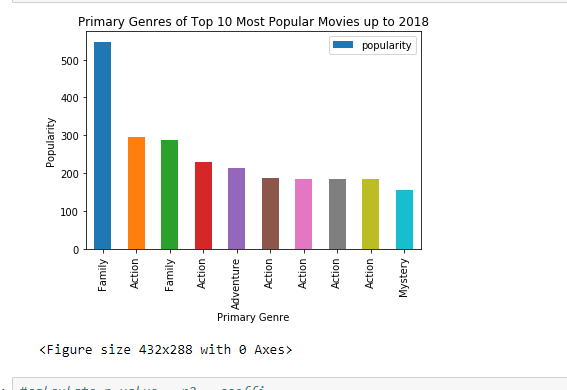 Primary Genres of Top 10 Most Popular Movies up to 2018
popularity
500
400
300
200
100
0
Popularity
Family
Action
Family
Action
Adventure
Action
Action
Action
Action
Mystery
Primary Genre
<Figure size 432x288 with 0 Axes>